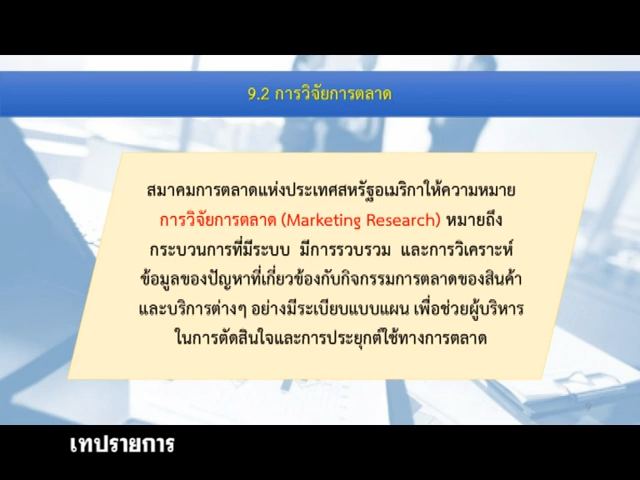 9.2 การวิจัยการตลาด
สมาคมการตลาดแห่งประเทศสหรัฐอเมริกาให้ความหมาย
การวิจัยการตลาด (Marketing Research) หมายถึง
กระบวนการที่มีระบบ มีการรวบรวม และการวิเคราะห์
ข้อมูลของปัญหาที่เกี่ยวข้องกับกิจกรรมการตลาดของสินค้า
และบริการต่างๆ อย่างมีระเบียบแบบแผน เพื่อช่วยผู้บริหาร
ในการตัดสินใจและการประยุกต์ใช้ทางการตลาด
9
เทปรายการ